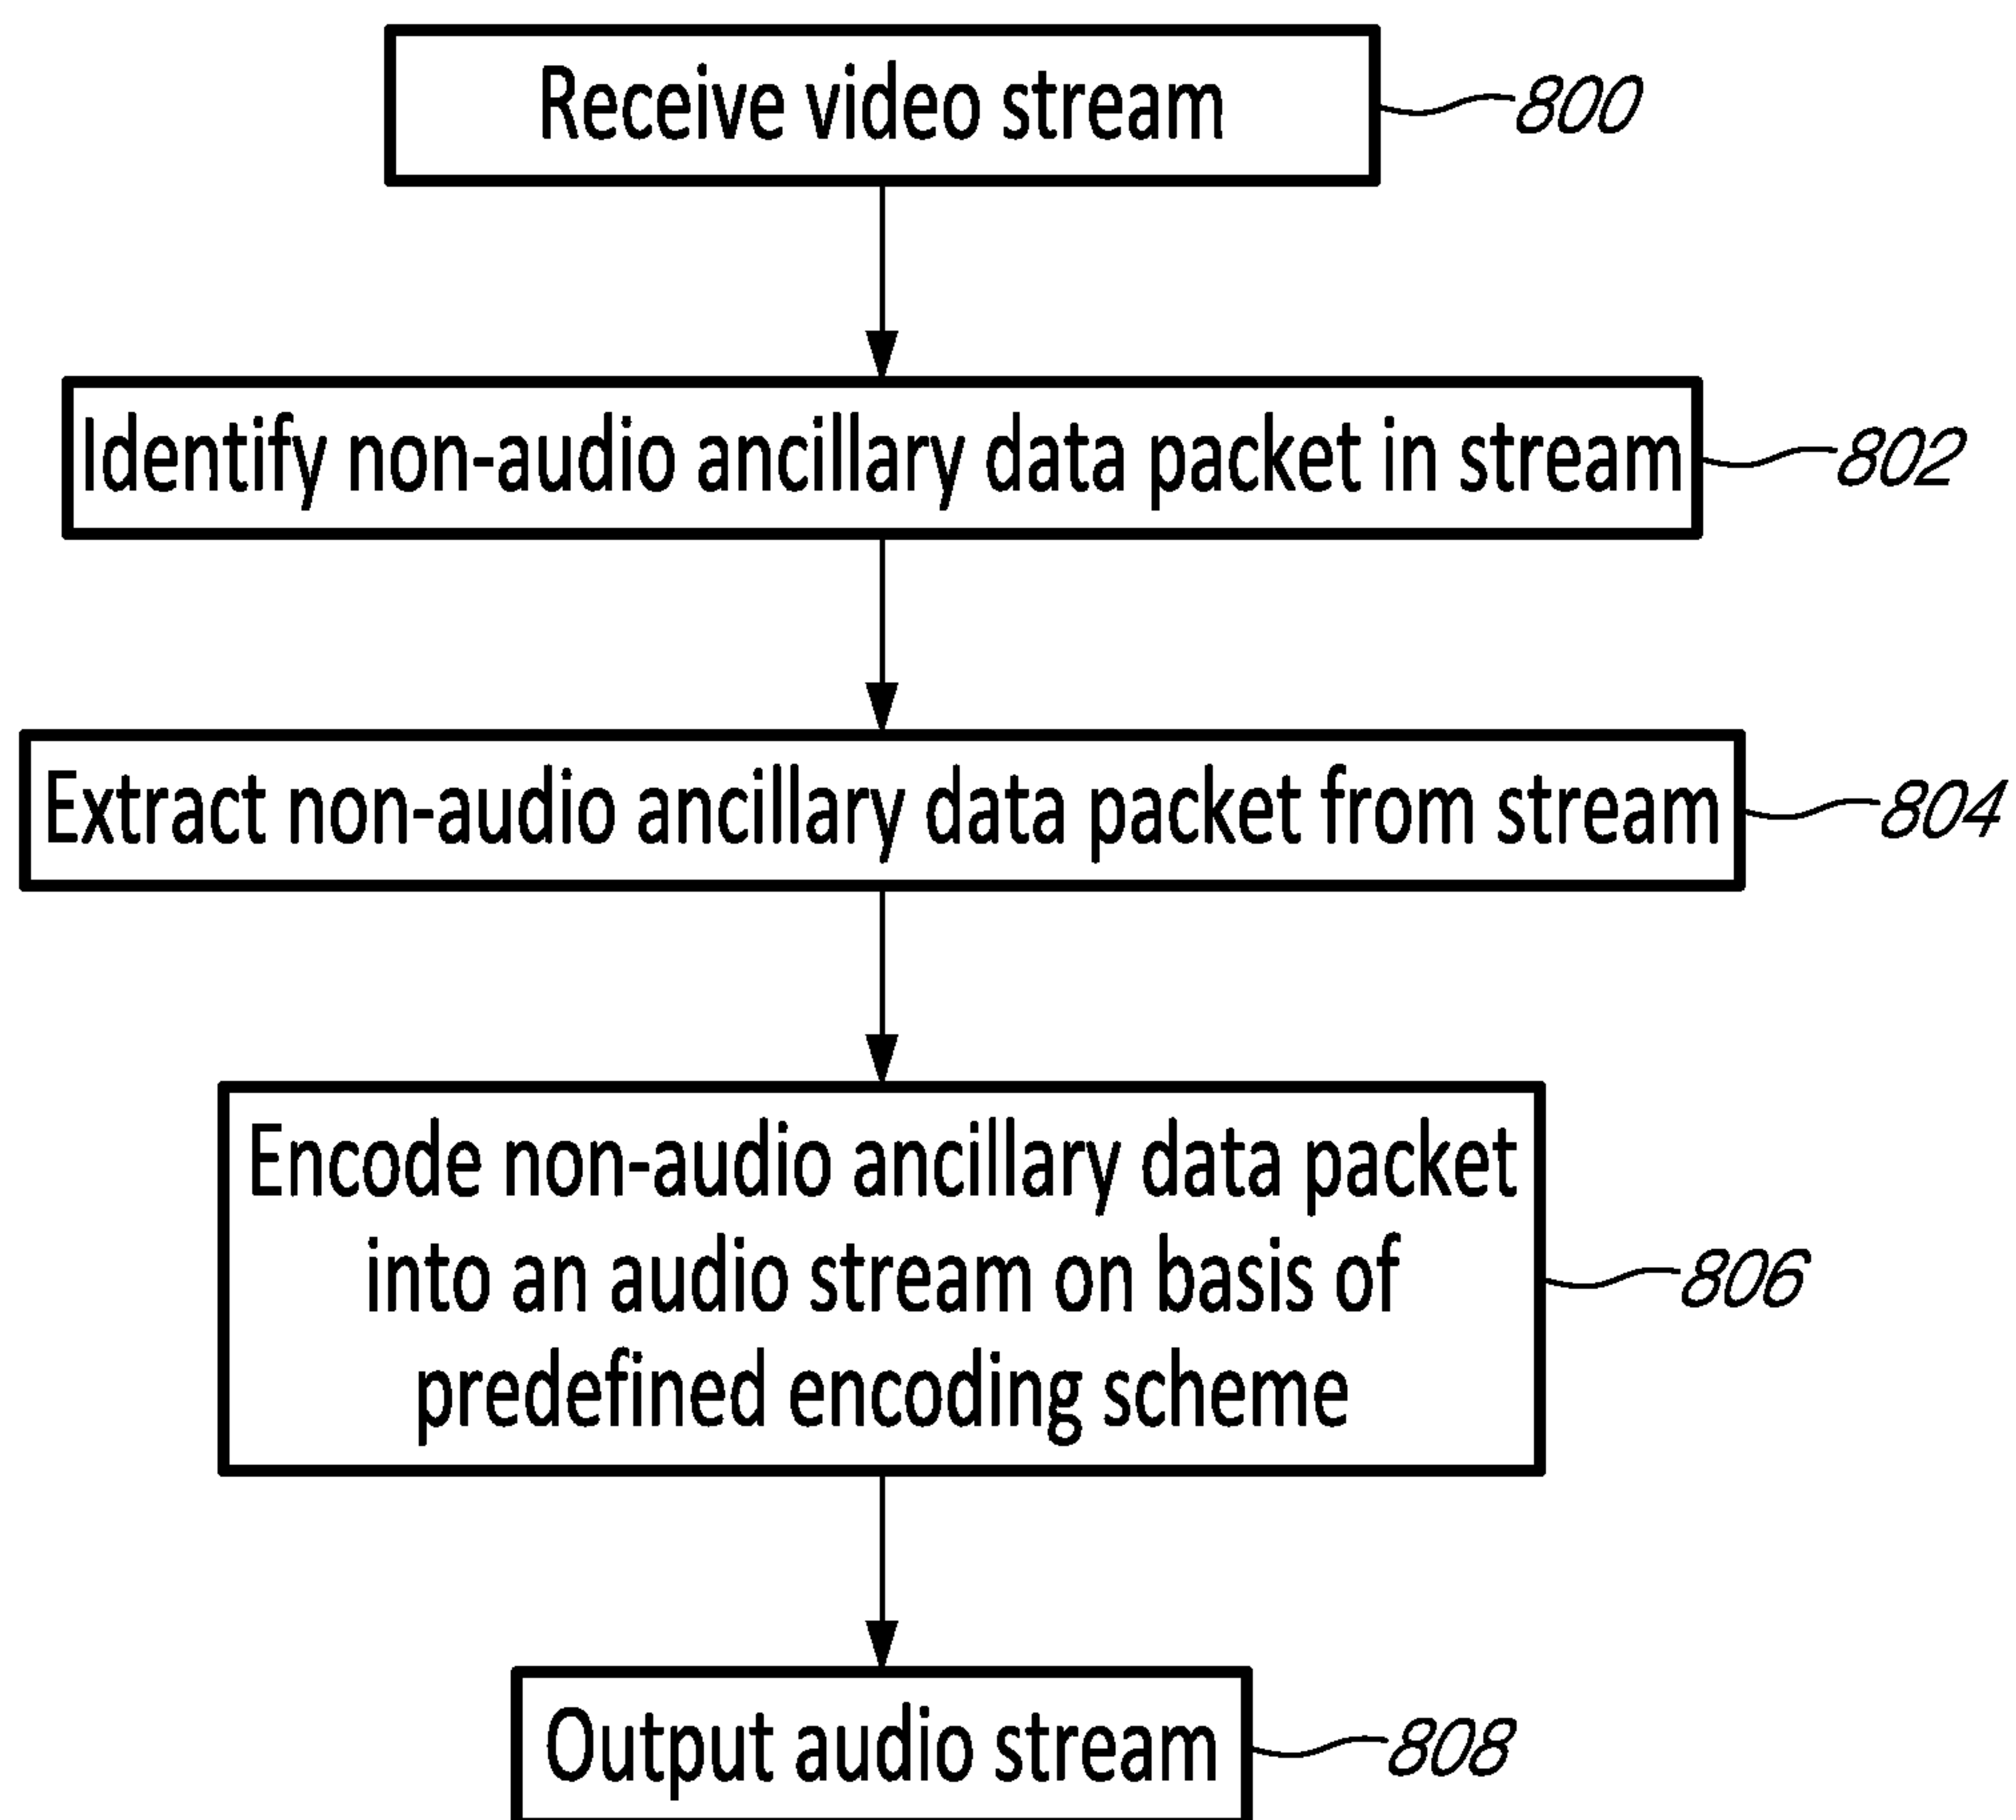 Receive video stream
800
Identify non-audio ancillary data packet in stream
802
Extract non-audio ancillary data packet from stream
804
Encode non-audio ancillary data packet
into an audio stream on basis of
predefined encoding scheme
806
Output audio stream
808